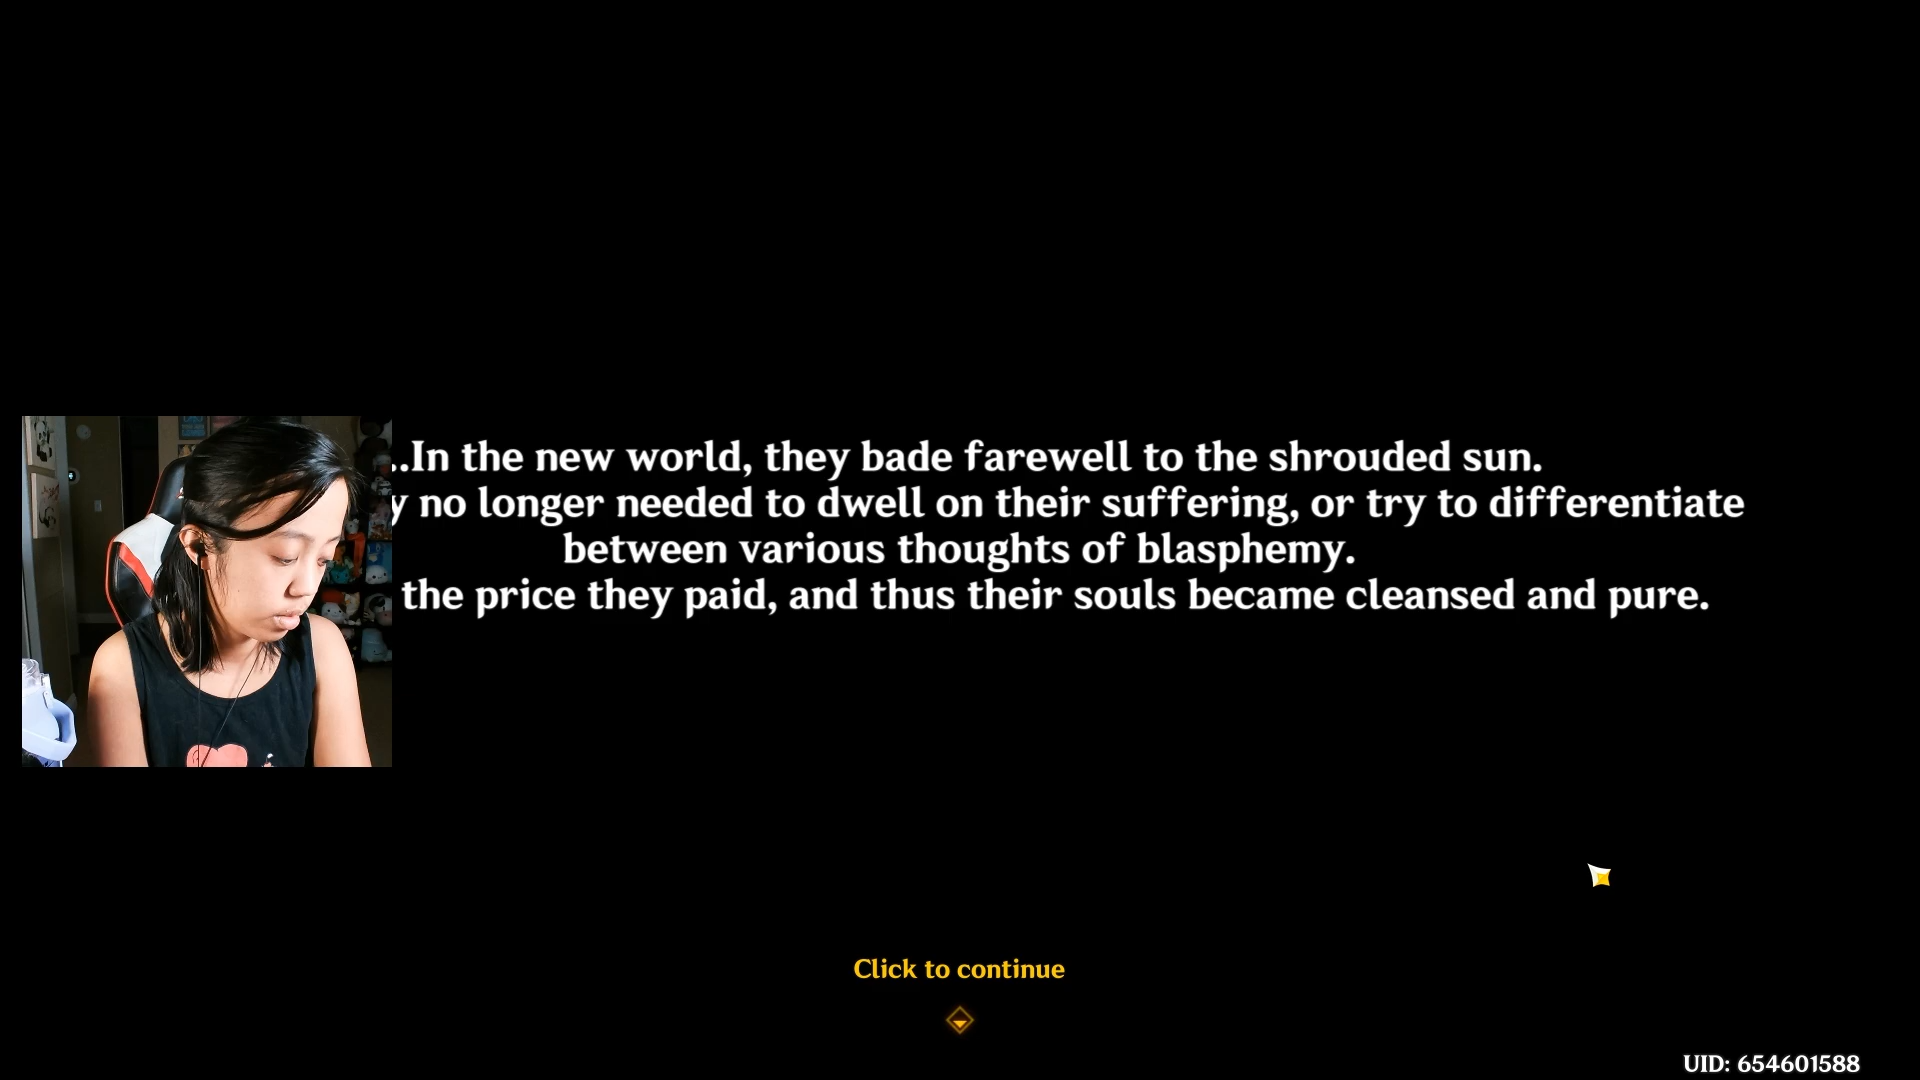 ..In the new world, they bade farewell to the shrouded sun.
y no longer needed to dwell on their suffering, or try to differentiate
between various thoughts of blasphemy.
the price they paid, and thus their souls became cleansed and pure.
Click to continue
UID: 654601588